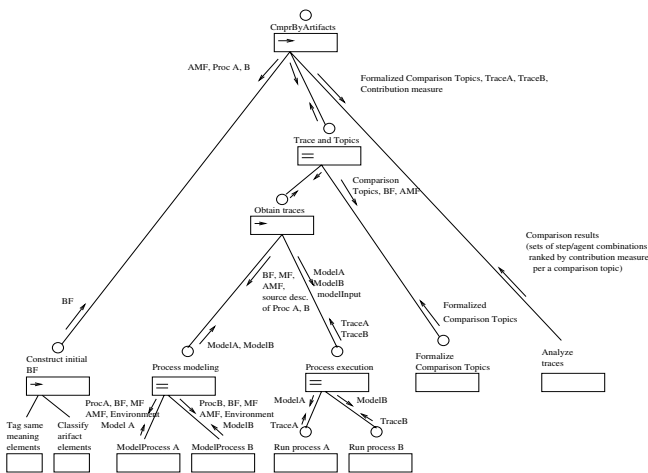 CmprByArtifacts
AMF, Proc A, B
Formalized Comparison Topics, TraceA, TraceB,
Contribution measure
Trace and Topics
Comparison
Topics, BF, AMF
Obtain traces
Comparison results
(sets of step/agent combinations
ranked by contribution measure
per a comparison topic)
BF, MF,
AMF,
source desc.
of Proc A, B
ModelA
ModelB
modelInput
BF
Formalized
Comparison Topics
TraceA
TraceB
ModelA, ModelB
Construct initial
BF
Process modeling
Process execution
Formalize
Comparison Topics
Analyze
traces
ProcA, BF, MF
AMF, Environment
Model A
ProcB, BF, MF
AMF, Environment
ModelB
ModelA
ModelB
TraceA
TraceB
Tag same
meaning
elements
Classify
arifact
elements
ModelProcess A
ModelProcess B
Run process A
Run process B